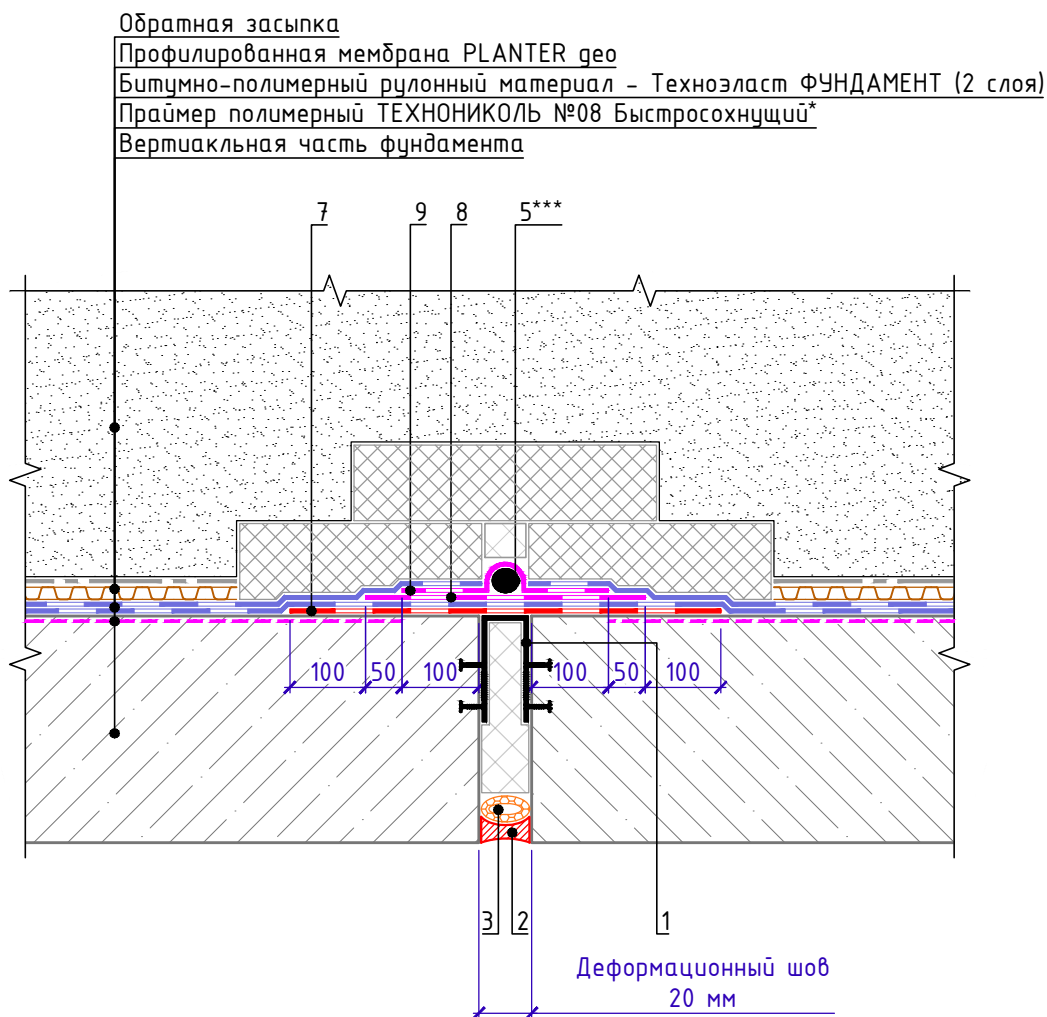 Обратная засыпка
Профилированная мембрана PLANTER geo
Битумно-полимерный рулонный материал - Техноэласт ФУНДАМЕНТ (2 слоя)
Праймер полимерный ТЕХНОНИКОЛЬ №08 Быстросохнущий*
Вертиакльная часть фундамента
7 9 8 5***
100 50 100 100 50 100
3 2 1
Деформационный шов
20 мм